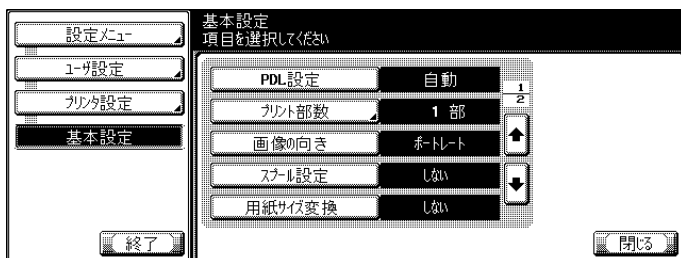 設定メニュー
ユーザ設定
プリンタ設定
基本設定
終了
基本設定
項目を選択してください
PDL設定 自動
プリント部数 1 部
画像の向き ポートレート
スプール設定 しない
用紙サイズ変換 しない
1
2
閉じる